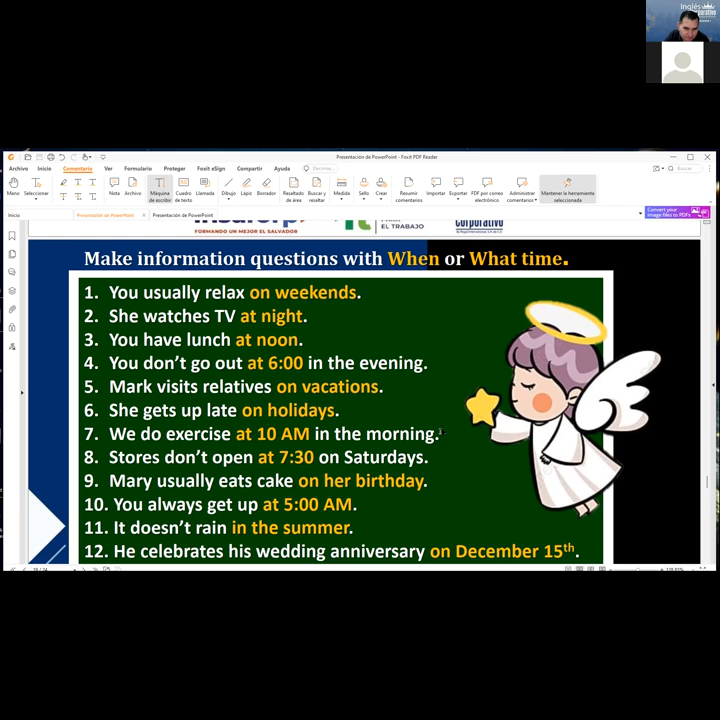 Inglés
Corporativo
Presentación de PowerPoint - Foxit PDF Reader
Archivo Inicio Comentario Ver Formulario Proteger Foxit eSign Compartir Ayuda
Buscar
Mano Seleccionar Nota Archivo Máquina de escribir Cuadro de texto Llamada Dibujo Lápiz Borrador Resalta de área Buscar y resaltar Medida Sello Crear Resumir comentarios Importar Exportar FDF por correo electrónico Administrar comentarios Mantener la herramienta seleccionada
Inicio Presentación de PowerPoint Presentación de PowerPoint
Convert your image files to PDFs
FORMANDO UN MEJOR EL SALVADOR
EL TRABAJO
corporativo
Make information questions with When or What time.
1. You usually relax on weekends.
2. She watches TV at night.
3. You have lunch at noon.
4. You don’t go out at 6:00 in the evening.
5. Mark visits relatives on vacations.
6. She gets up late on holidays.
7. We do exercise at 10 AM in the morning.
8. Stores don’t open at 7:30 on Saturdays.
9. Mary usually eats cake on her birthday.
10. You always get up at 5:00 AM.
11. It doesn’t rain in the summer.
12. He celebrates his wedding anniversary on December 15th.